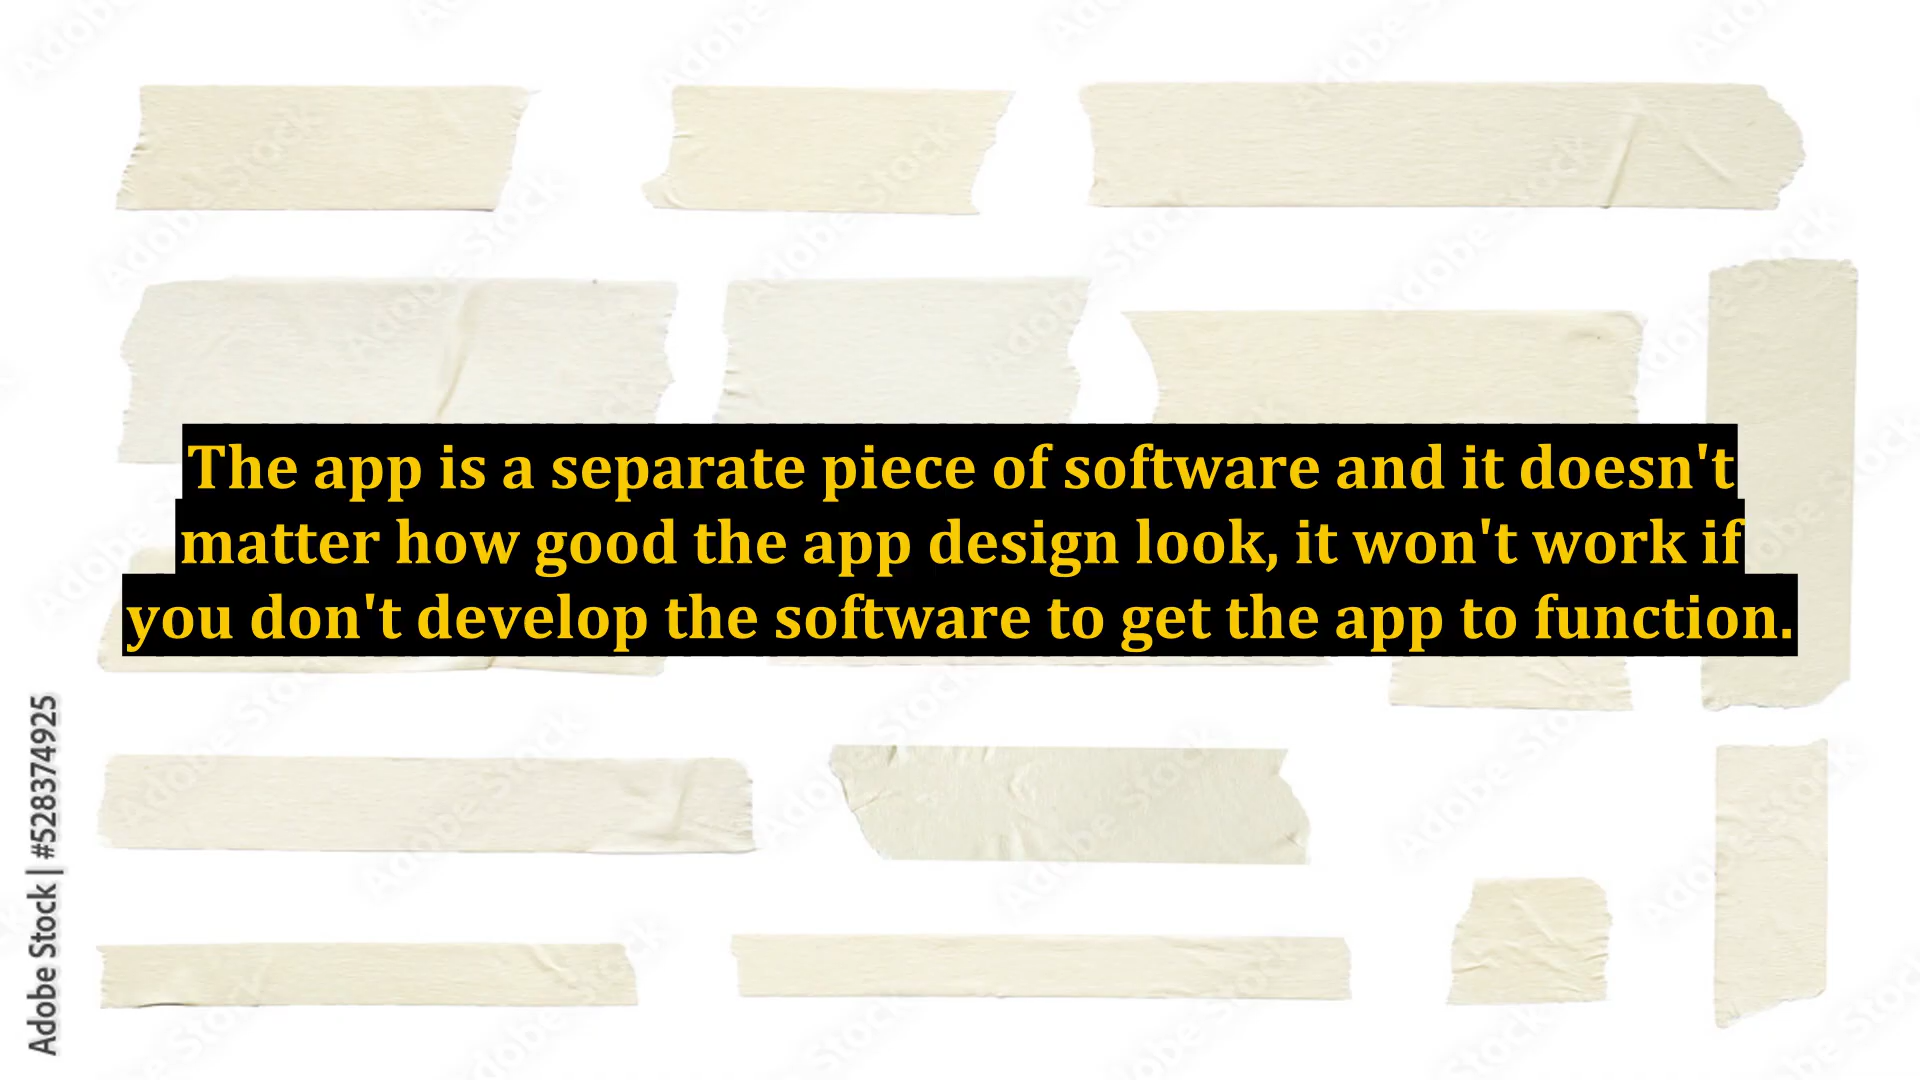 The app is a separate piece of software and it doesn't
matter how good the app design look, it won't work if
you don't develop the software to get the app to function.
Adobe Stock | #528374925